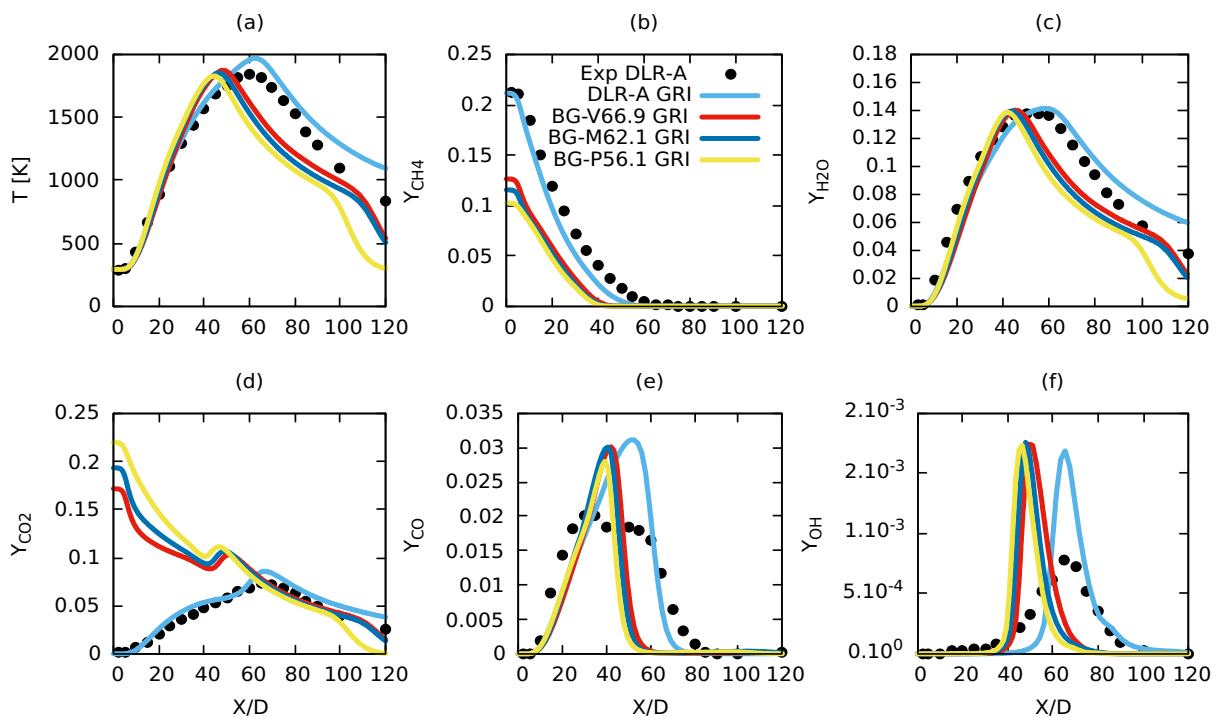 (a)
T [K]
2000
1500
1000
500
0
0 20 40 60 80 100 120
(b)
Y_CH4
0.25
0.2
0.15
0.1
0.05
0
0 20 40 60 80 100 120
Exp DLR-A
DLR-A GRI
BG-V66.9 GRI
BG-M62.1 GRI
BG-P56.1 GRI
(c)
Y_H2O
0.18
0.16
0.14
0.12
0.1
0.08
0.06
0.04
0.02
0
0 20 40 60 80 100 120
(d)
Y_CO2
0.25
0.2
0.15
0.1
0.05
0
0 20 40 60 80 100 120
X/D
(e)
Y_CO
0.035
0.03
0.025
0.02
0.015
0.01
0.005
0
0 20 40 60 80 100 120
X/D
(f)
Y_OH
2.10^-3
2.10^-3
1.10^-3
5.10^-4
0.10^0
0 20 40 60 80 100 120
X/D